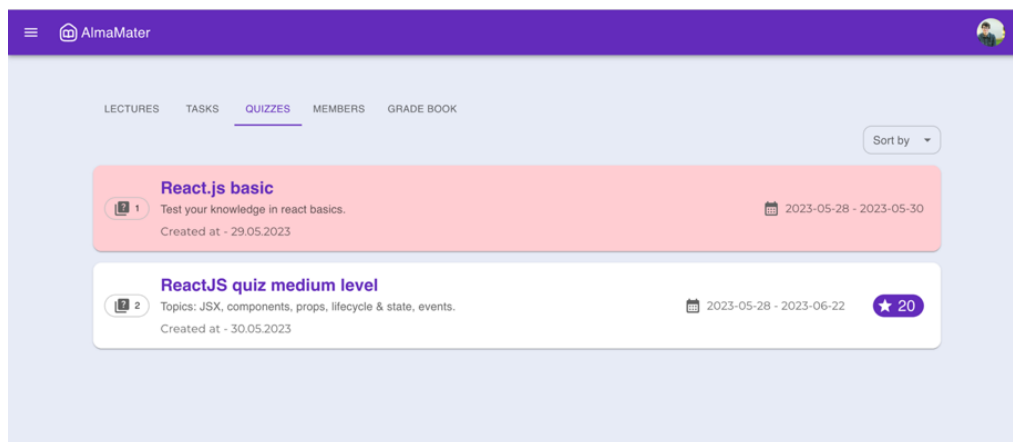 AlmaMater
LECTURES TASKS QUIZZES MEMBERS GRADE BOOK
Sort by
React.js basic
? 1
Test your knowledge in react basics.
2023-05-28 - 2023-05-30
Created at - 29.05.2023
ReactJS quiz medium level
? 2
Topics: JSX, components, props, lifecycle & state, events.
2023-05-28 - 2023-06-22
20
Created at - 30.05.2023